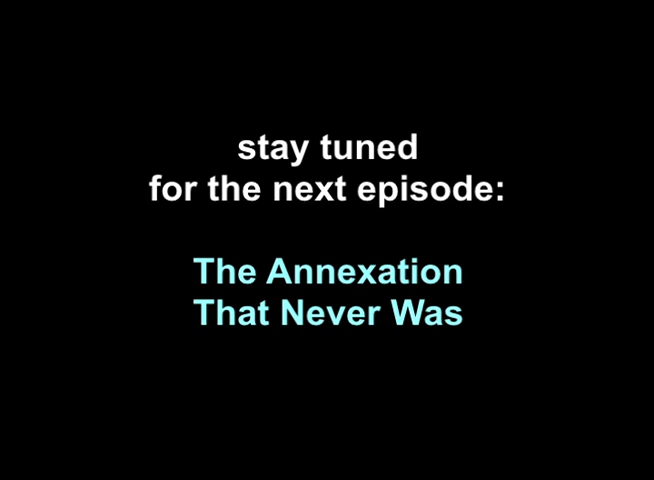 stay tuned
for the next episode:
The Annexation
That Never Was